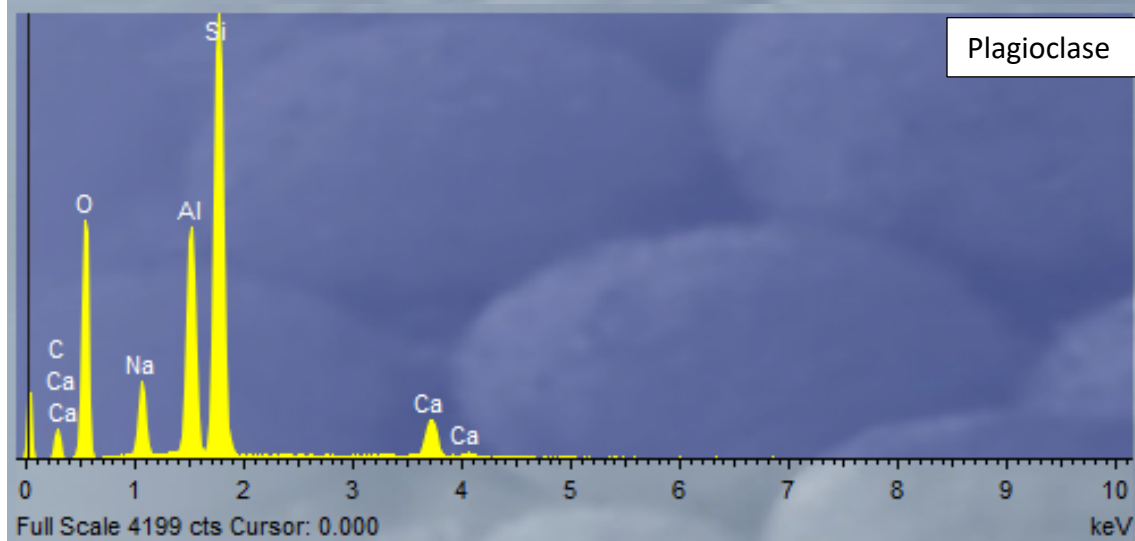 Si
Plagioclase
O
Al
C
Ca
Ca
Na
Ca
Ca
0 1 2 3 4 5 6 7 8 9 10
Full Scale 4199 cts Cursor: 0.000 keV